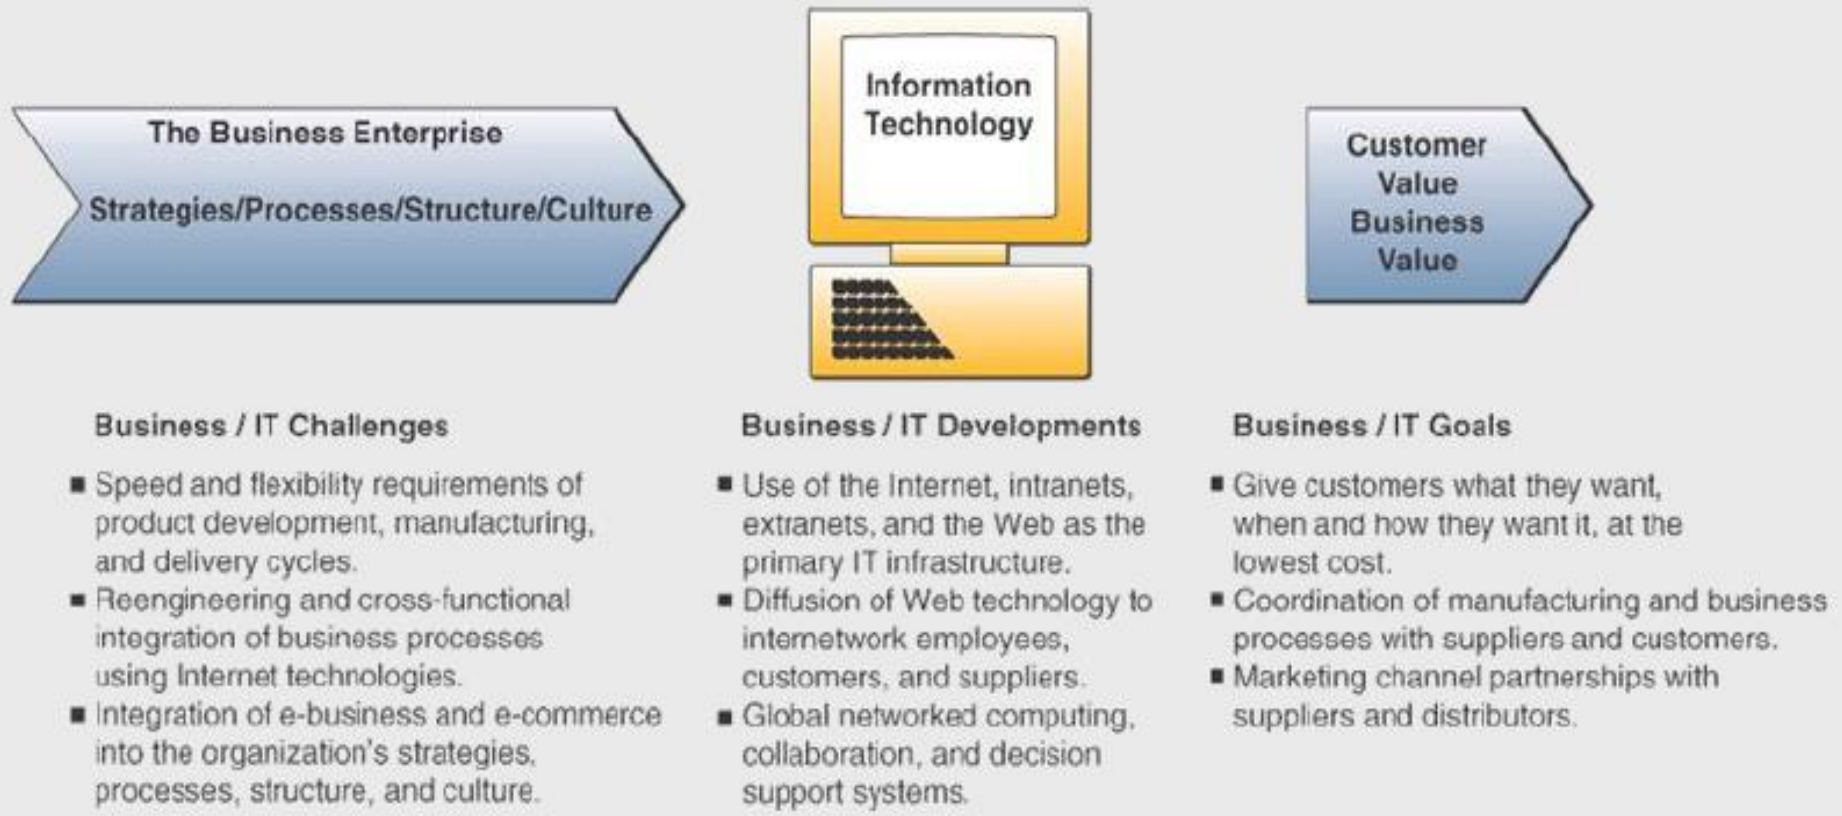 The Business Enterprise
Strategies/Processes/Structure/Culture
Information
Technology
Customer
Value
Business
Value
Business / IT Challenges
■ Speed and flexibility requirements of
product development, manufacturing,
and delivery cycles.
■ Reengineering and cross-functional
integration of business processes
using Internet technologies.
■ Integration of e-business and e-commerce
into the organization's strategies,
processes, structure, and culture.
Business / IT Developments
■ Use of the Internet, intranets,
extranets, and the Web as the
primary IT infrastructure.
■ Diffusion of Web technology to
internetwork employees,
customers, and suppliers.
■ Global networked computing,
collaboration, and decision
support systems.
Business / IT Goals
■ Give customers what they want,
when and how they want it, at the
lowest cost.
■ Coordination of manufacturing and business
processes with suppliers and customers.
■ Marketing channel partnerships with
suppliers and distributors.